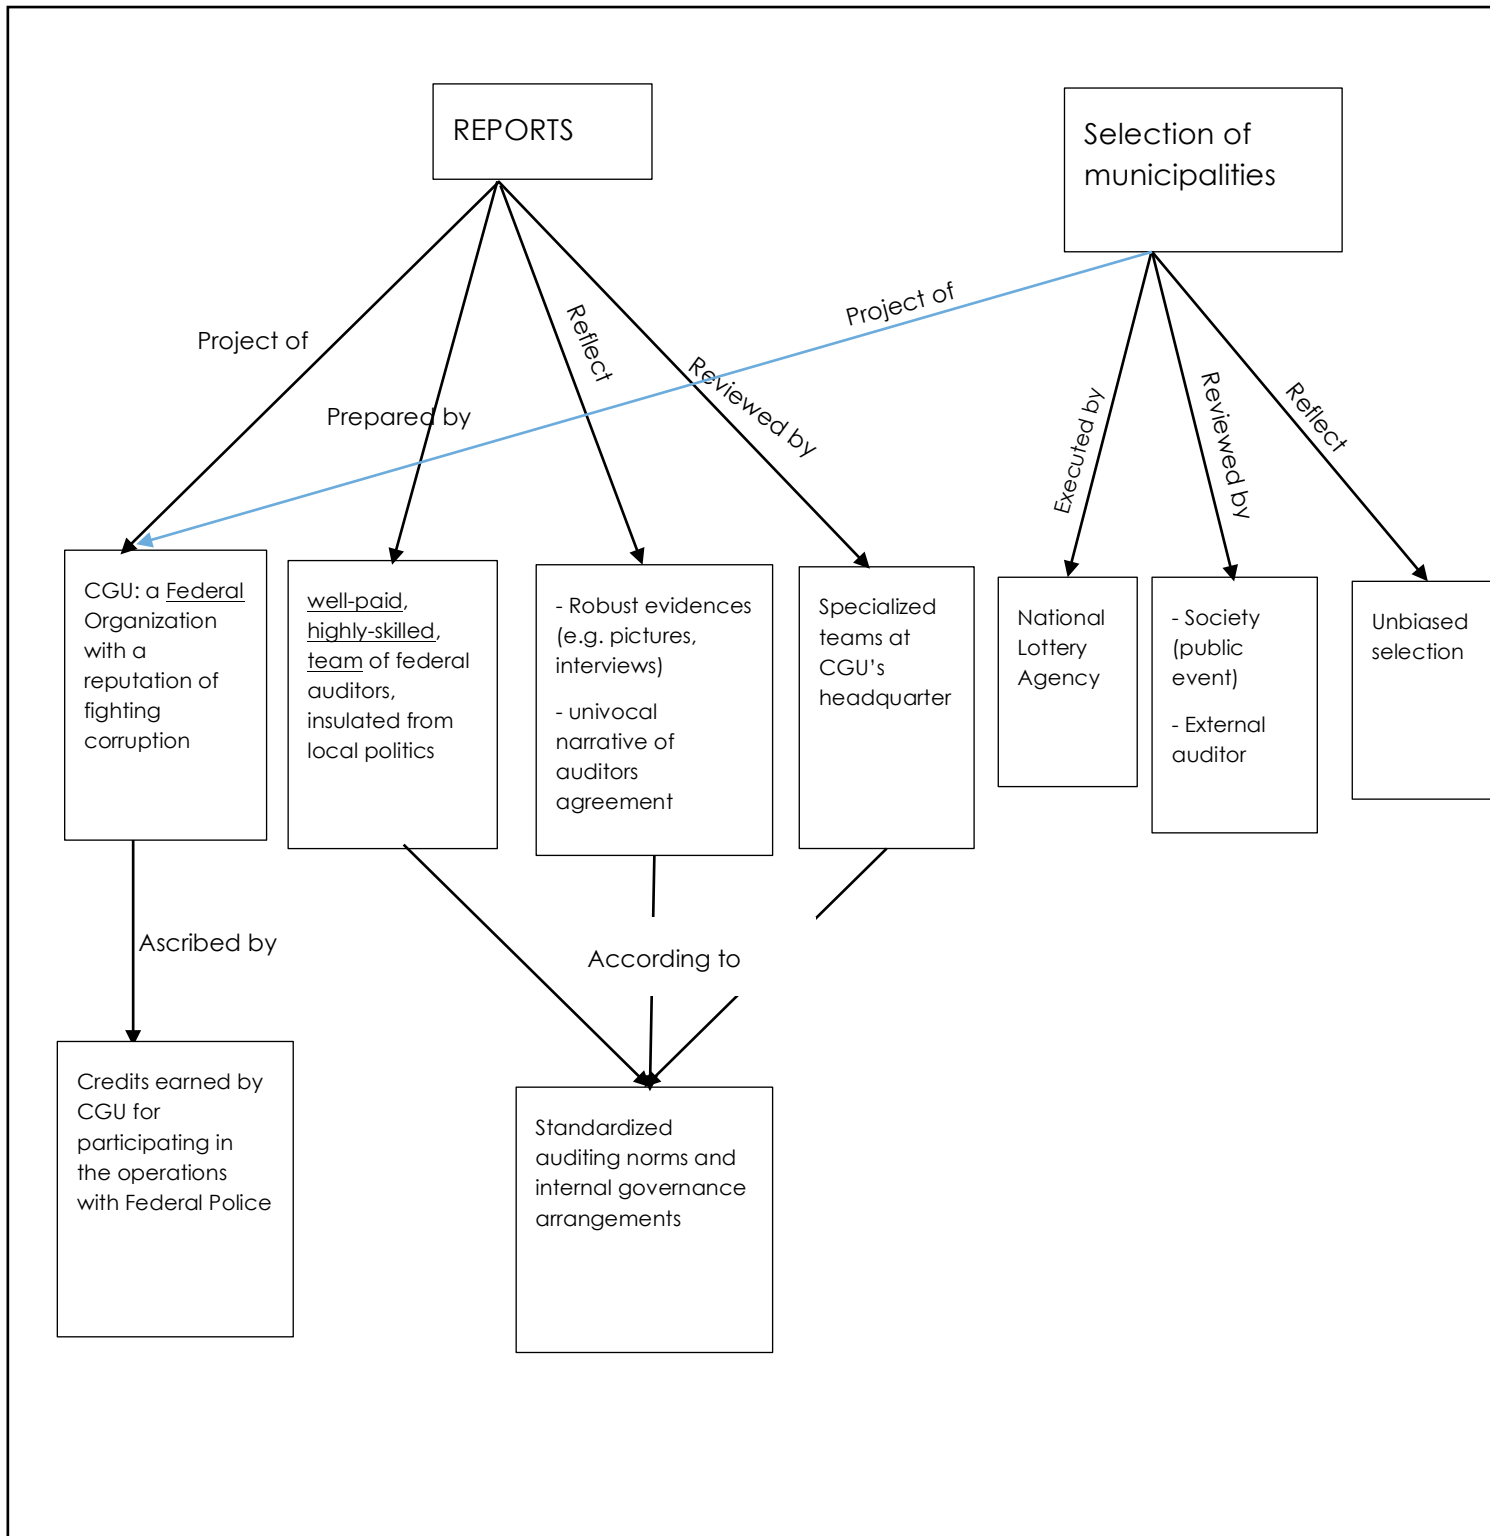 REPORTS
Selection of
municipalities
Project of
Prepared by
Reflect
Reviewed by
Project of
Executed by
Reviewed by
Reflect
CGU: a Federal
Organization
with a
reputation of
fighting
corruption
well-paid,
highly-skilled,
team of federal
auditors,
insulated from
local politics
- Robust evidences
(e.g. pictures,
interviews)
- univocal
narrative of
auditors
agreement
Specialized
teams at
CGU’s
headquarter
National
Lottery
Agency
- Society
(public
event)
- External
auditor
Unbiased
selection
Ascribed by
According to
Credits earned by
CGU for
participating in
the operations
with Federal Police
Standardized
auditing norms and
internal governance
arrangements